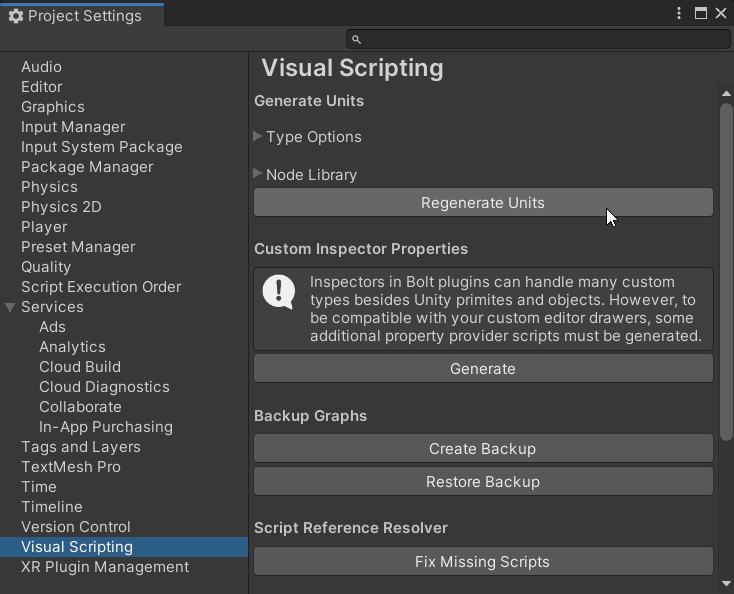 Project Settings
Audio
Editor
Graphics
Input Manager
Input System Package
Package Manager
Physics
Physics 2D
Player
Preset Manager
Quality
Script Execution Order
Services
Ads
Analytics
Cloud Build
Cloud Diagnostics
Collaborate
In-App Purchasing
Tags and Layers
TextMesh Pro
Time
Timeline
Version Control
Visual Scripting
XR Plugin Management
Visual Scripting
Generate Units
Type Options
Node Library
Regenerate Units
Custom Inspector Properties
Inspectors in Bolt plugins can handle many custom
types besides Unity primites and objects. However, to
be compatible with your custom editor drawers, some
additional property provider scripts must be generated.
Generate
Backup Graphs
Create Backup
Restore Backup
Script Reference Resolver
Fix Missing Scripts